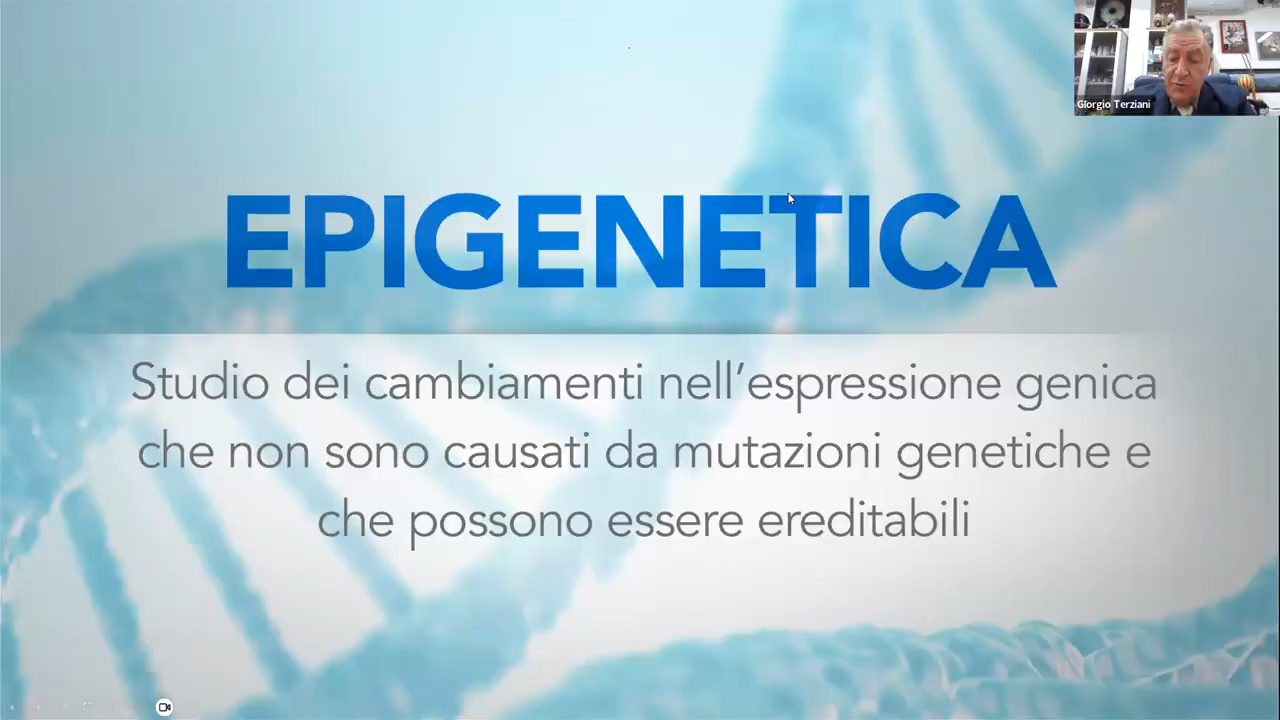 Giorgio Terziani
EPIGENETICA
Studio dei cambiamenti nell’espressione genica
che non sono causati da mutazioni genetiche e
che possono essere ereditabili